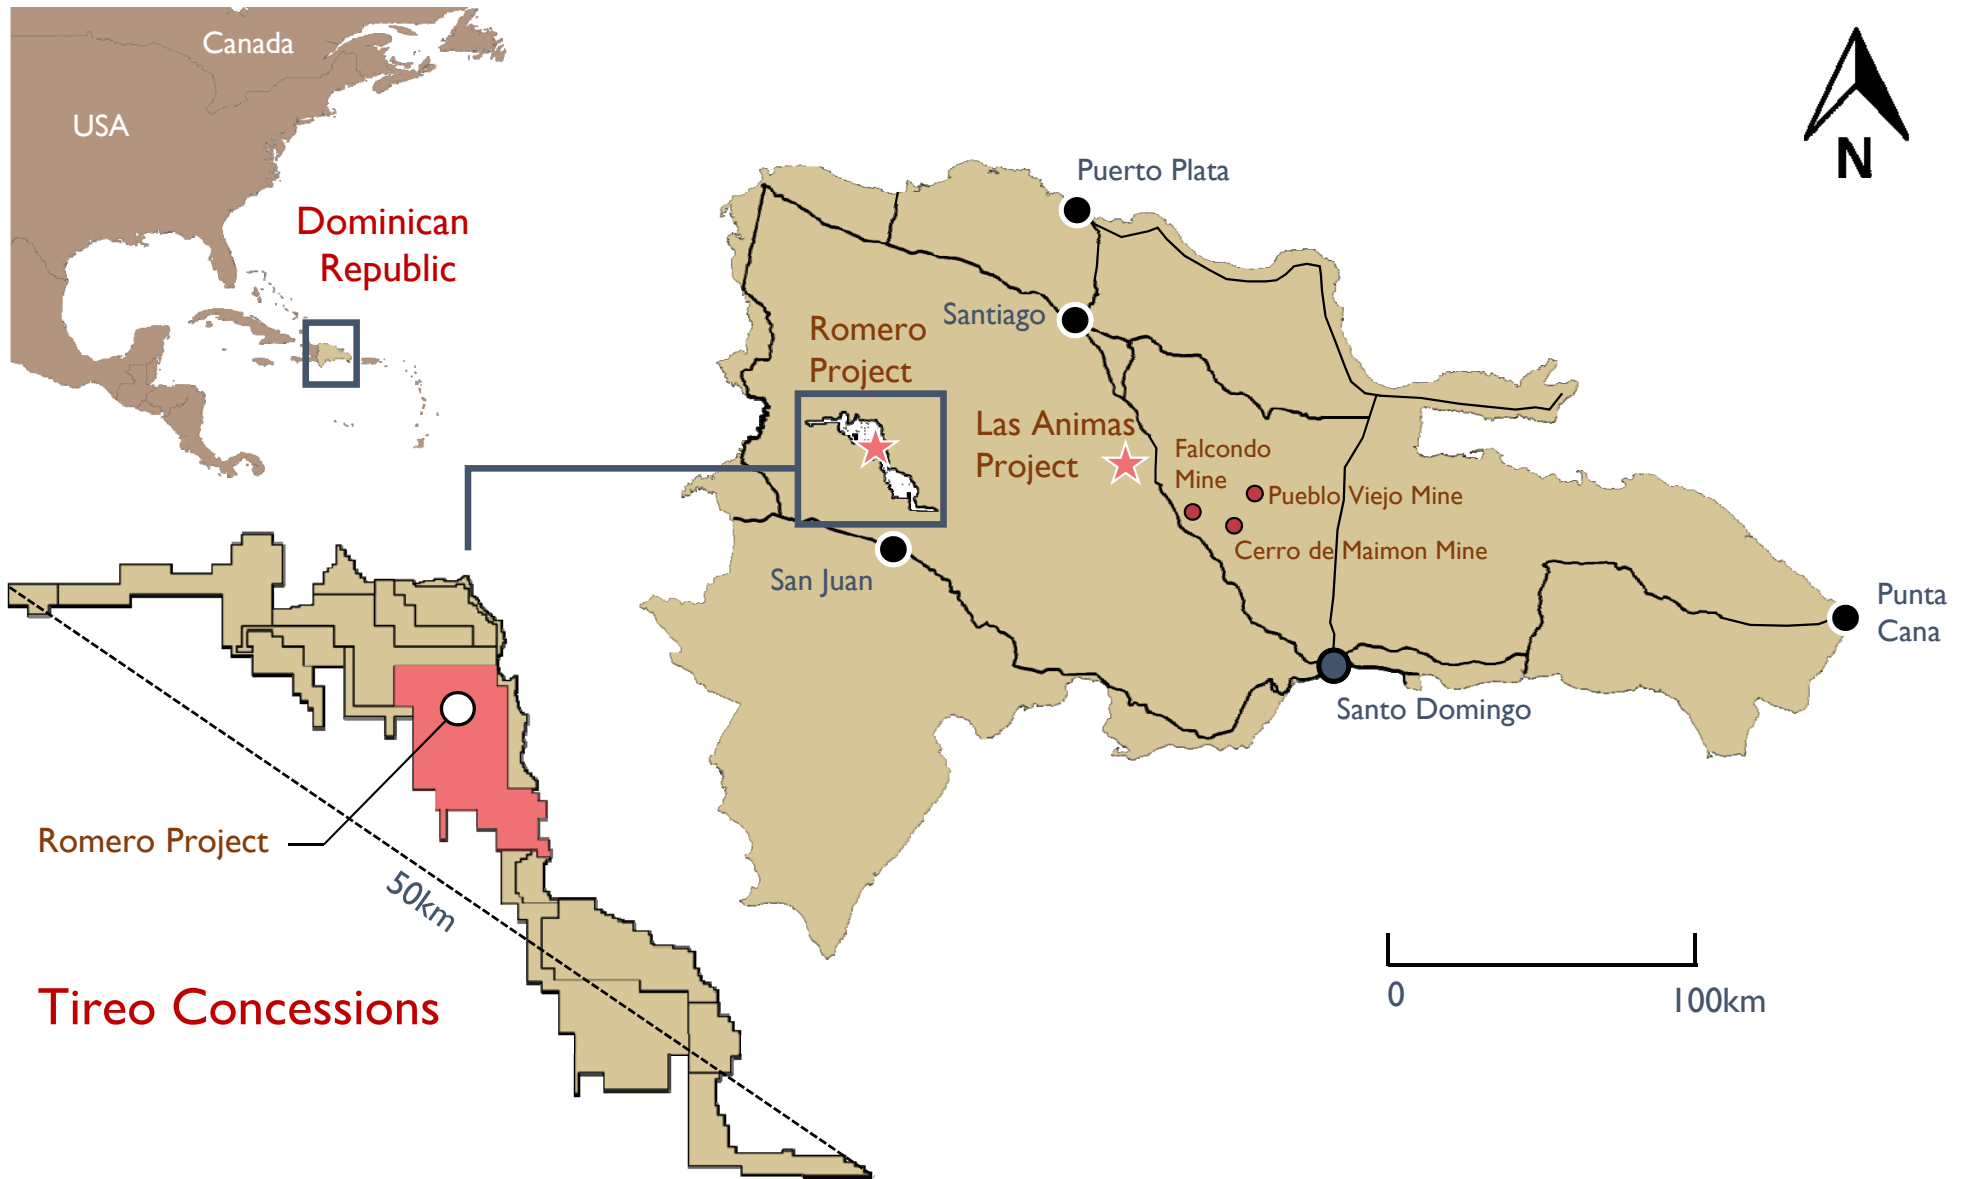 Canada
USA
Dominican
Republic
N
Puerto Plata
Santiago
Romero
Project
Las Animas
Project
Falcondo
Mine
Pueblo Viejo Mine
Cerro de Maimon Mine
San Juan
Punta
Cana
Santo Domingo
Romero Project
50km
Tireo Concessions
0
100km